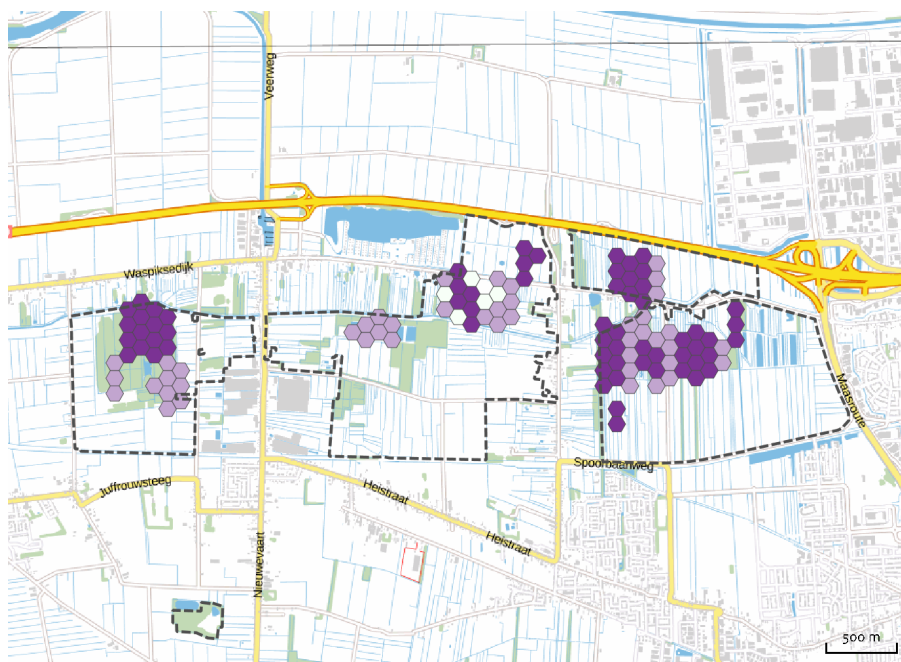 Veerweg
Waspiksedijk
Maasroute
Spoorbaanweg
Juffrouwsteeg
Heistraat
Heistraat
Nieuwevaart
500 m